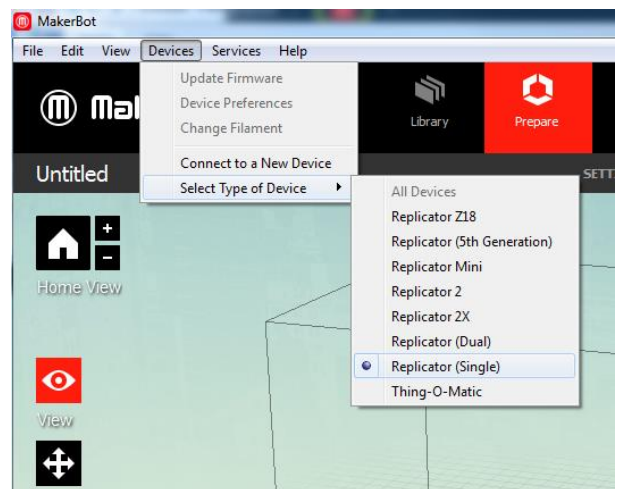 MakerBot
File Edit View Devices Services Help
Update Firmware
Device Preferences
Change Filament
Connect to a New Device
Select Type of Device
Library
Prepare
Untitled
All Devices
Replicator Z18
Replicator (5th Generation)
Replicator Mini
Replicator 2
Replicator 2X
Replicator (Dual)
Replicator (Single)
Thing-O-Matic
+
-
Home View
View